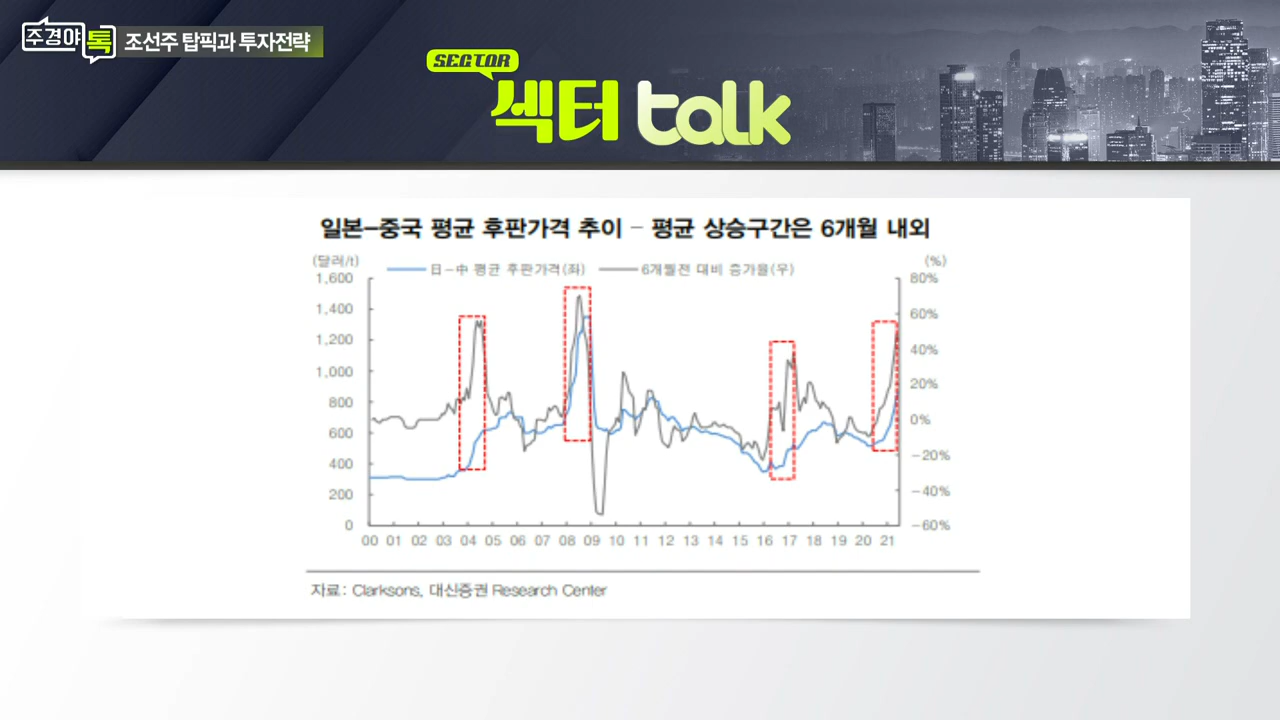 주경야톡 조선주 탑픽과 투자전략
SECTOR
섹터 talk
일본-중국 평균 후판가격 추이 - 평균 상승구간은 6개월 내외
(달러/t)
(%)
日-中 평균 후판가격(좌)
6개월전 대비 증가율(우)
1,600
1,400
1,200
1,000
800
600
400
200
0
80%
60%
40%
20%
0%
-20%
-40%
-60%
00 01 02 03 04 05 06 07 08 09 10 11 12 13 14 15 16 17 18 19 20 21
자료: Clarksons, 대신증권 Research Center